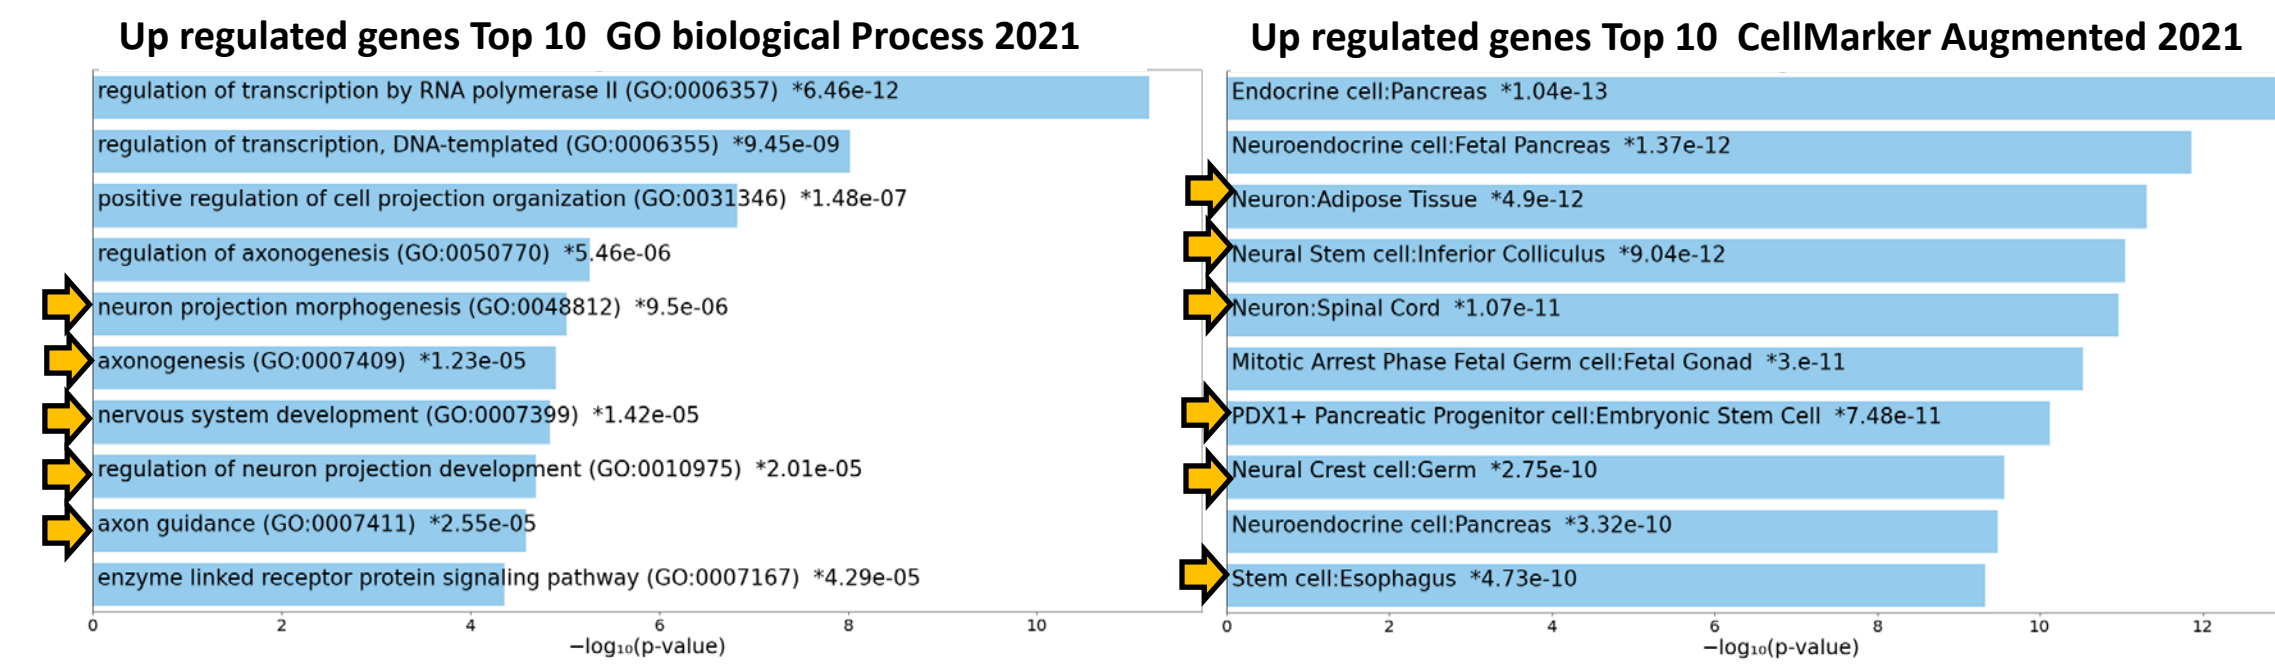 Up regulated genes Top 10  GO biological Process 2021
regulation of transcription by RNA polymerase II (GO:0006357)  *6.46e-12
regulation of transcription, DNA-templated (GO:0006355)  *9.45e-09
positive regulation of cell projection organization (GO:0031346)  *1.48e-07
regulation of axonogenesis (GO:0050770)  *5.46e-06
neuron projection morphogenesis (GO:0048812)  *9.5e-06
axonogenesis (GO:0007409)  *1.23e-05
nervous system development (GO:0007399)  *1.42e-05
regulation of neuron projection development (GO:0010975)  *2.01e-05
axon guidance (GO:0007411)  *2.55e-05
enzyme linked receptor protein signaling pathway (GO:0007167)  *4.29e-05
0 2 4 6 8 10
−log₁₀(p-value)
Up regulated genes Top 10  CellMarker Augmented 2021
Endocrine cell:Pancreas  *1.04e-13
Neuroendocrine cell:Fetal Pancreas  *1.37e-12
Neuron:Adipose Tissue  *4.9e-12
Neural Stem cell:Inferior Colliculus  *9.04e-12
Neuron:Spinal Cord  *1.07e-11
Mitotic Arrest Phase Fetal Germ cell:Fetal Gonad  *3.e-11
PDX1+ Pancreatic Progenitor cell:Embryonic Stem Cell  *7.48e-11
Neural Crest cell:Germ  *2.75e-10
Neuroendocrine cell:Pancreas  *3.32e-10
Stem cell:Esophagus  *4.73e-10
0 2 4 6 8 10 12
−log₁₀(p-value)